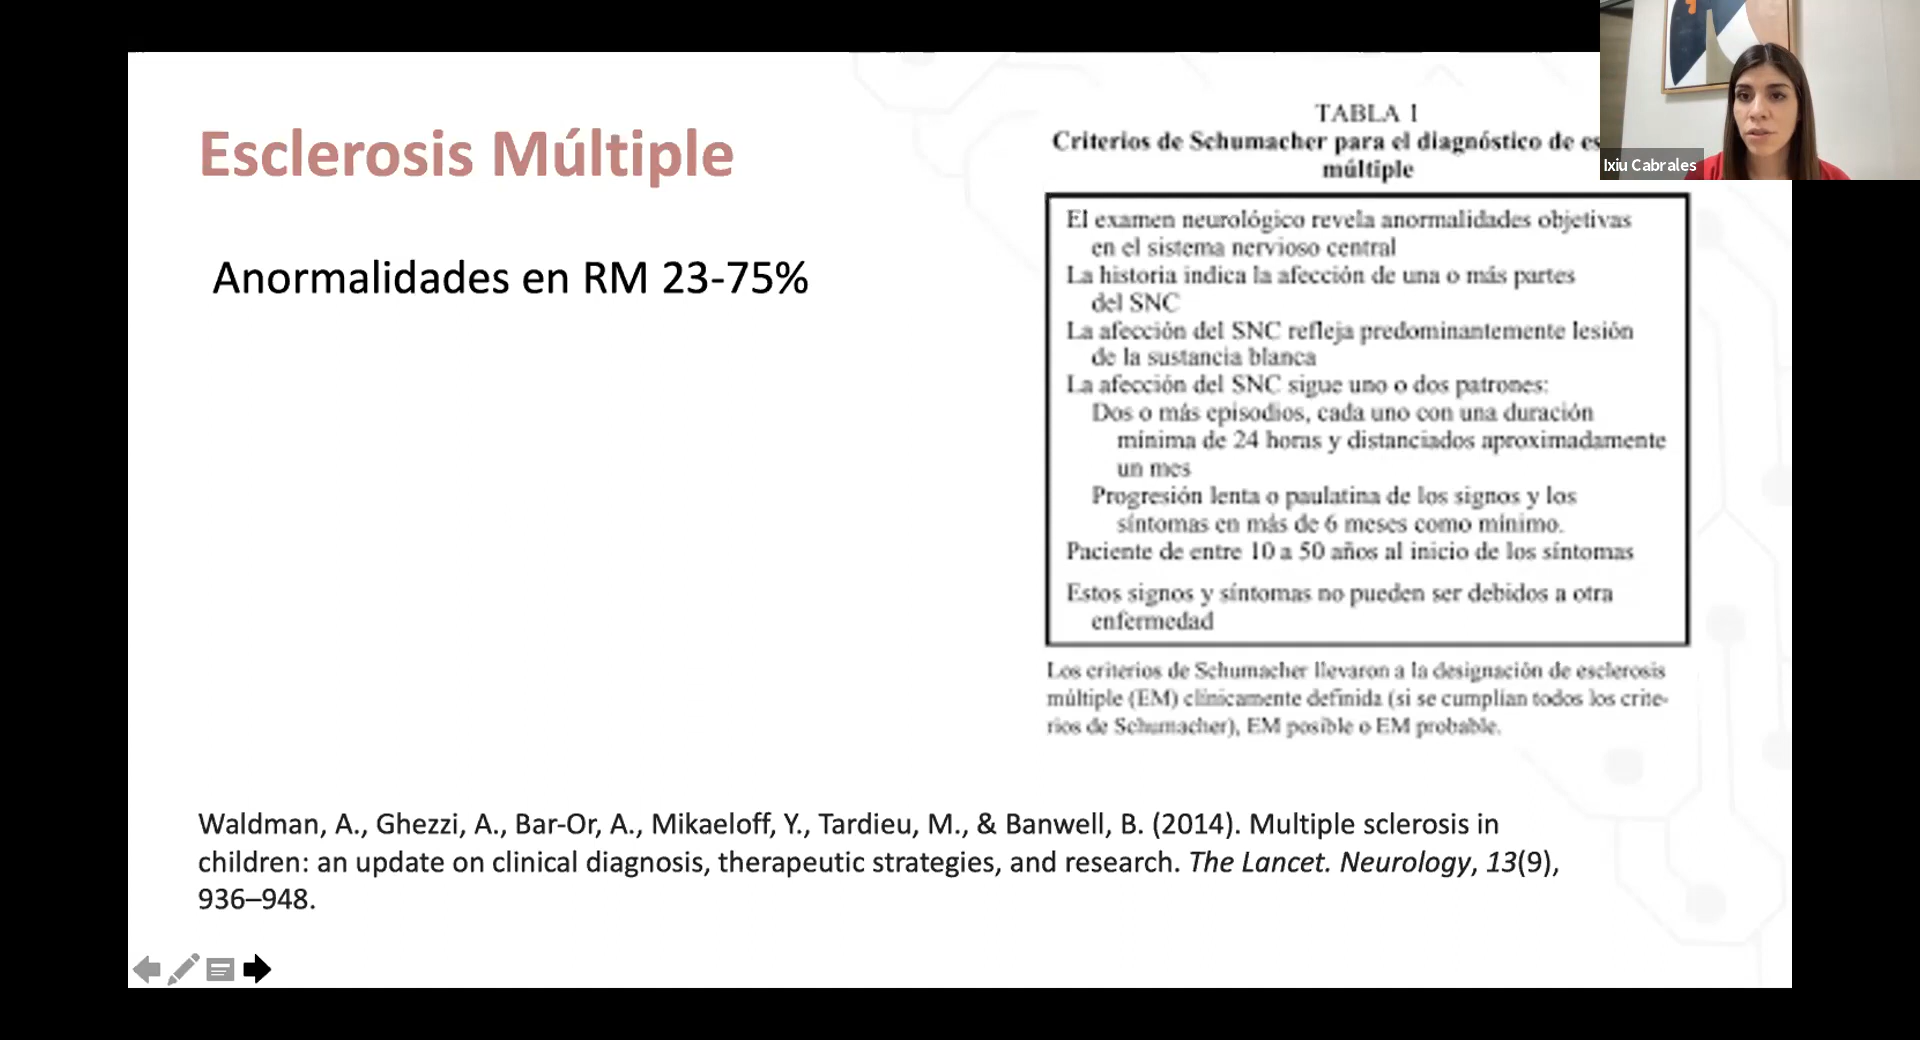 Esclerosis Múltiple
Anormalidades en RM 23-75%
TABLA 1
Criterios de Schumacher para el diagnóstico de es
múltiple
El examen neurológico revela anormalidades objetivas
en el sistema nervioso central
La historia indica la afección de una o más partes
del SNC
La afección del SNC refleja predominantemente lesión
de la sustancia blanca
La afección del SNC sigue uno o dos patrones:
Dos o más episodios, cada uno con una duración
mínima de 24 horas y distanciados aproximadamente
un mes
Progresión lenta o paulatina de los signos y los
síntomas en más de 6 meses como mínimo.
Paciente de entre 10 a 50 años al inicio de los síntomas
Estos signos y síntomas no pueden ser debidos a otra
enfermedad
Los criterios de Schumacher llevaron a la designación de esclerosis
múltiple (EM) clínicamente definida (si se cumplían todos los crite-
rios de Schumacher), EM posible o EM probable.
Waldman, A., Ghezzi, A., Bar-Or, A., Mikaeloff, Y., Tardieu, M., & Banwell, B. (2014). Multiple sclerosis in
children: an update on clinical diagnosis, therapeutic strategies, and research. The Lancet. Neurology, 13(9),
936–948.
Ixiu Cabrales